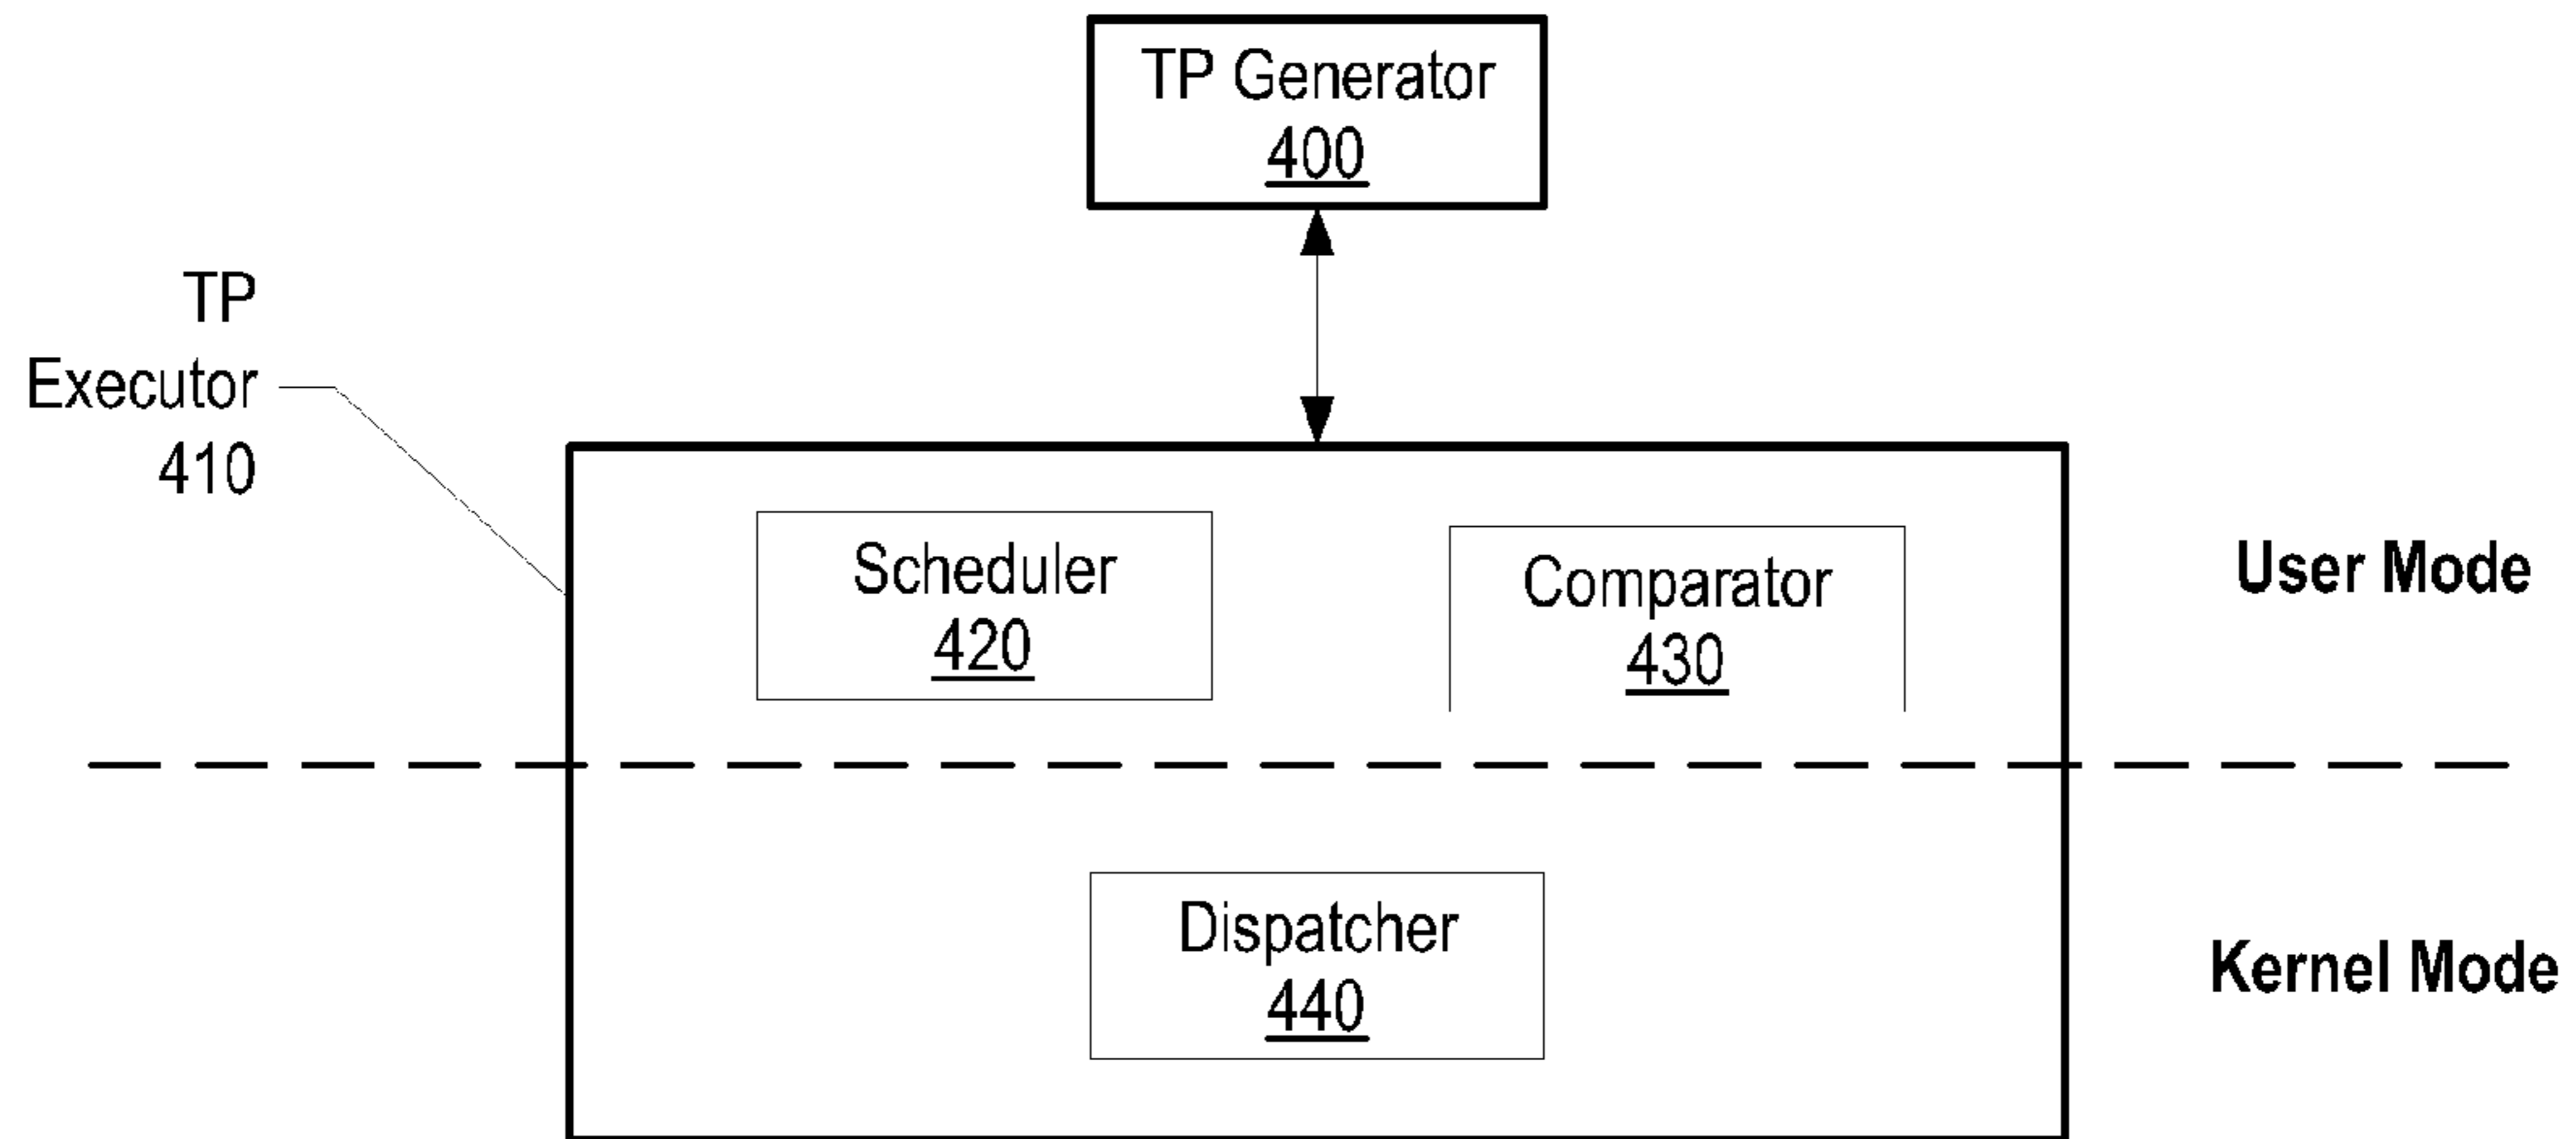 TP Generator
400
TP
Executor
410
Scheduler
420
Comparator
430
User Mode
Dispatcher
440
Kernel Mode